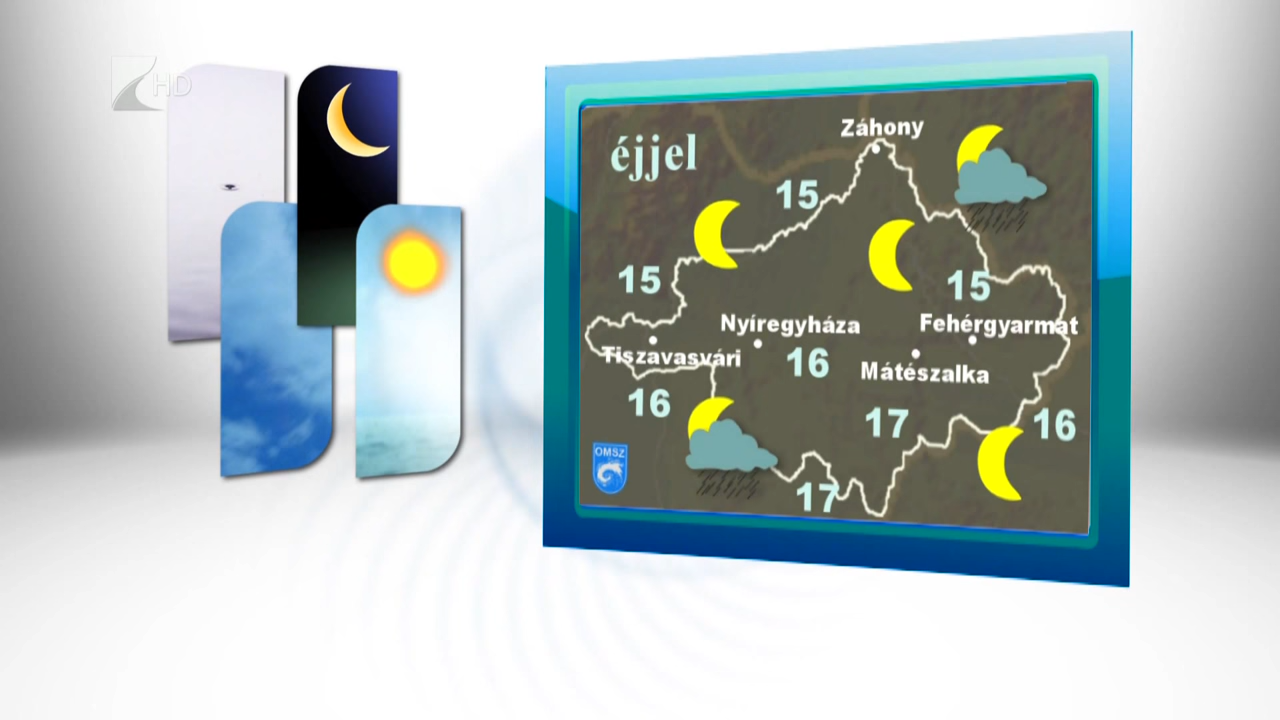 HD
éjjel
Záhony
15
15
15
Nyíregyháza
Fehérgyarmat
Tiszavasvári
16
Mátészalka
16
17
16
OMSZ
17